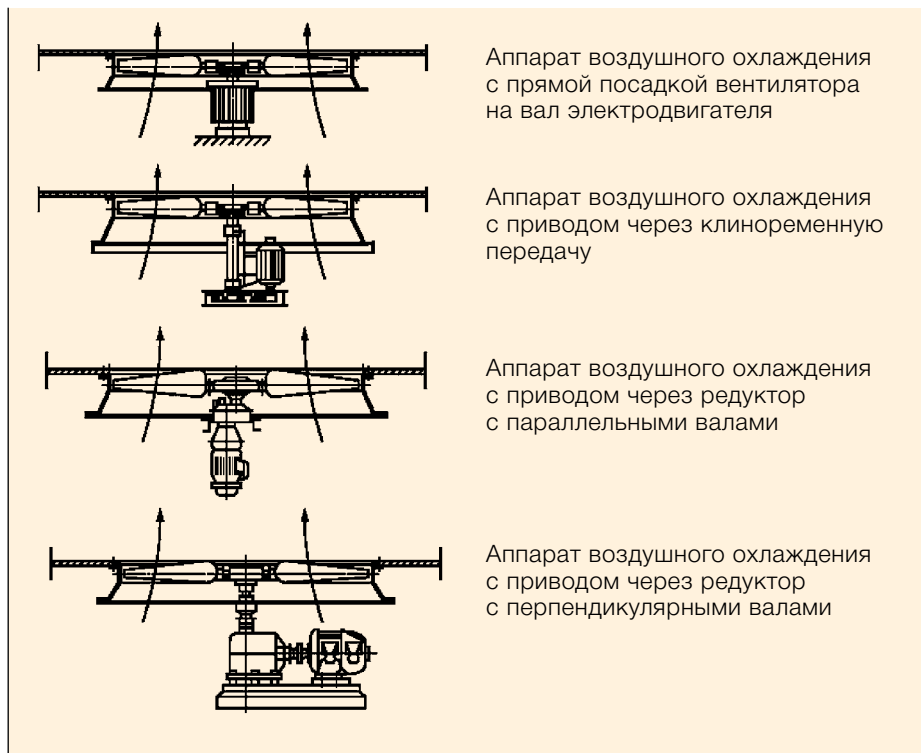 Аппарат воздушного охлаждения
с прямой посадкой вентилятора
на вал электродвигателя
Аппарат воздушного охлаждения
с приводом через клиноременную
передачу
Аппарат воздушного охлаждения
с приводом через редуктор
с параллельными валами
Аппарат воздушного охлаждения
с приводом через редуктор
с перпендикулярными валами